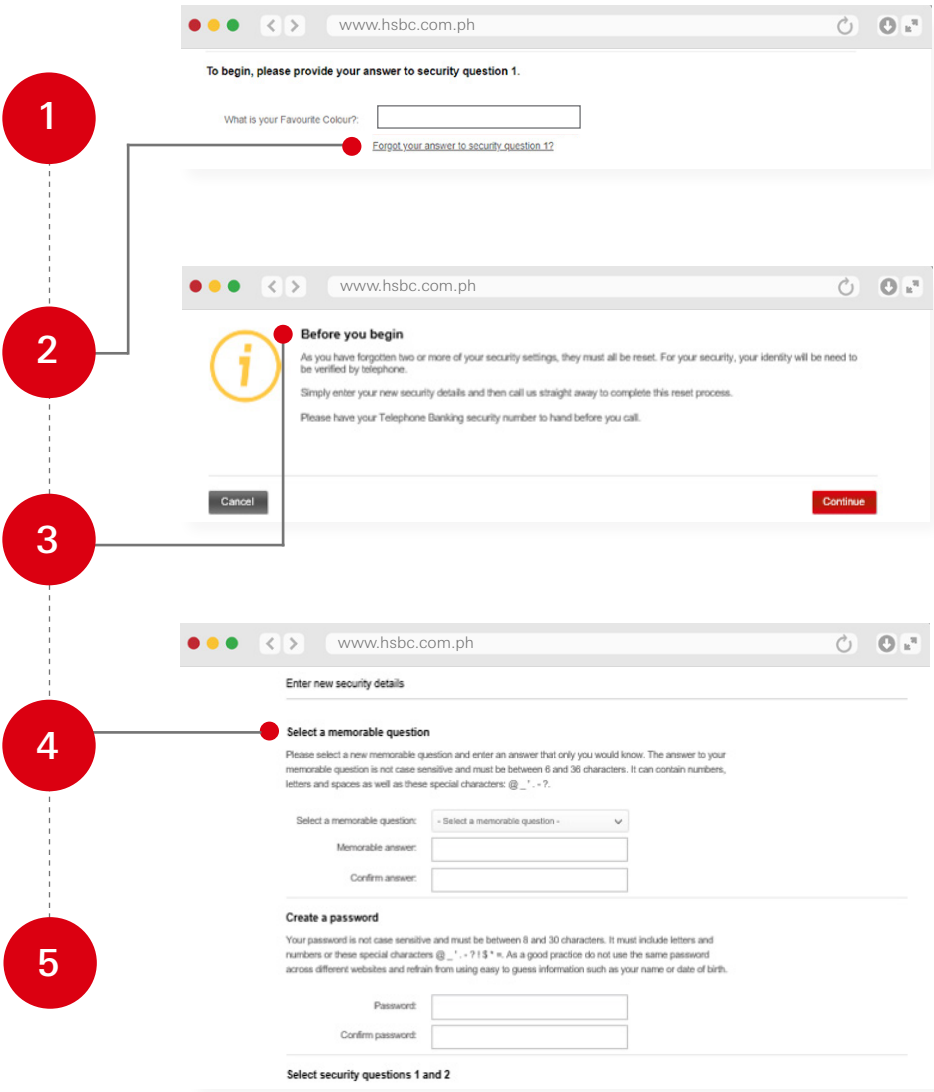 www.hsbc.com.ph
To begin, please provide your answer to security question 1.
1
What is your Favourite Colour?:
Forgot your answer to security question 1?
www.hsbc.com.ph
2
i
Before you begin
As you have forgotten two or more of your security settings, they must all be reset. For your security, your identity will be need to
be verified by telephone.
Simply enter your new security details and then call us straight away to complete this reset process.
Please have your Telephone Banking security number to hand before you call.
Cancel
Continue
3
www.hsbc.com.ph
Enter new security details
4
Select a memorable question
Please select a new memorable question and enter an answer that only you would know. The answer to your
memorable question is not case sensitive and must be between 6 and 36 characters. It can contain numbers,
letters and spaces as well as these special characters: @ _ ' . - ?.
Select a memorable question:
- Select a memorable question -
Memorable answer:
Confirm answer:
Create a password
5
Your password is not case sensitive and must be between 8 and 30 characters. It must include letters and
numbers or these special characters @ _ ' . - ? ! $ * =. As a good practice do not use the same password
across different websites and refrain from using easy to guess information such as your name or date of birth.
Password:
Confirm password:
Select security questions 1 and 2